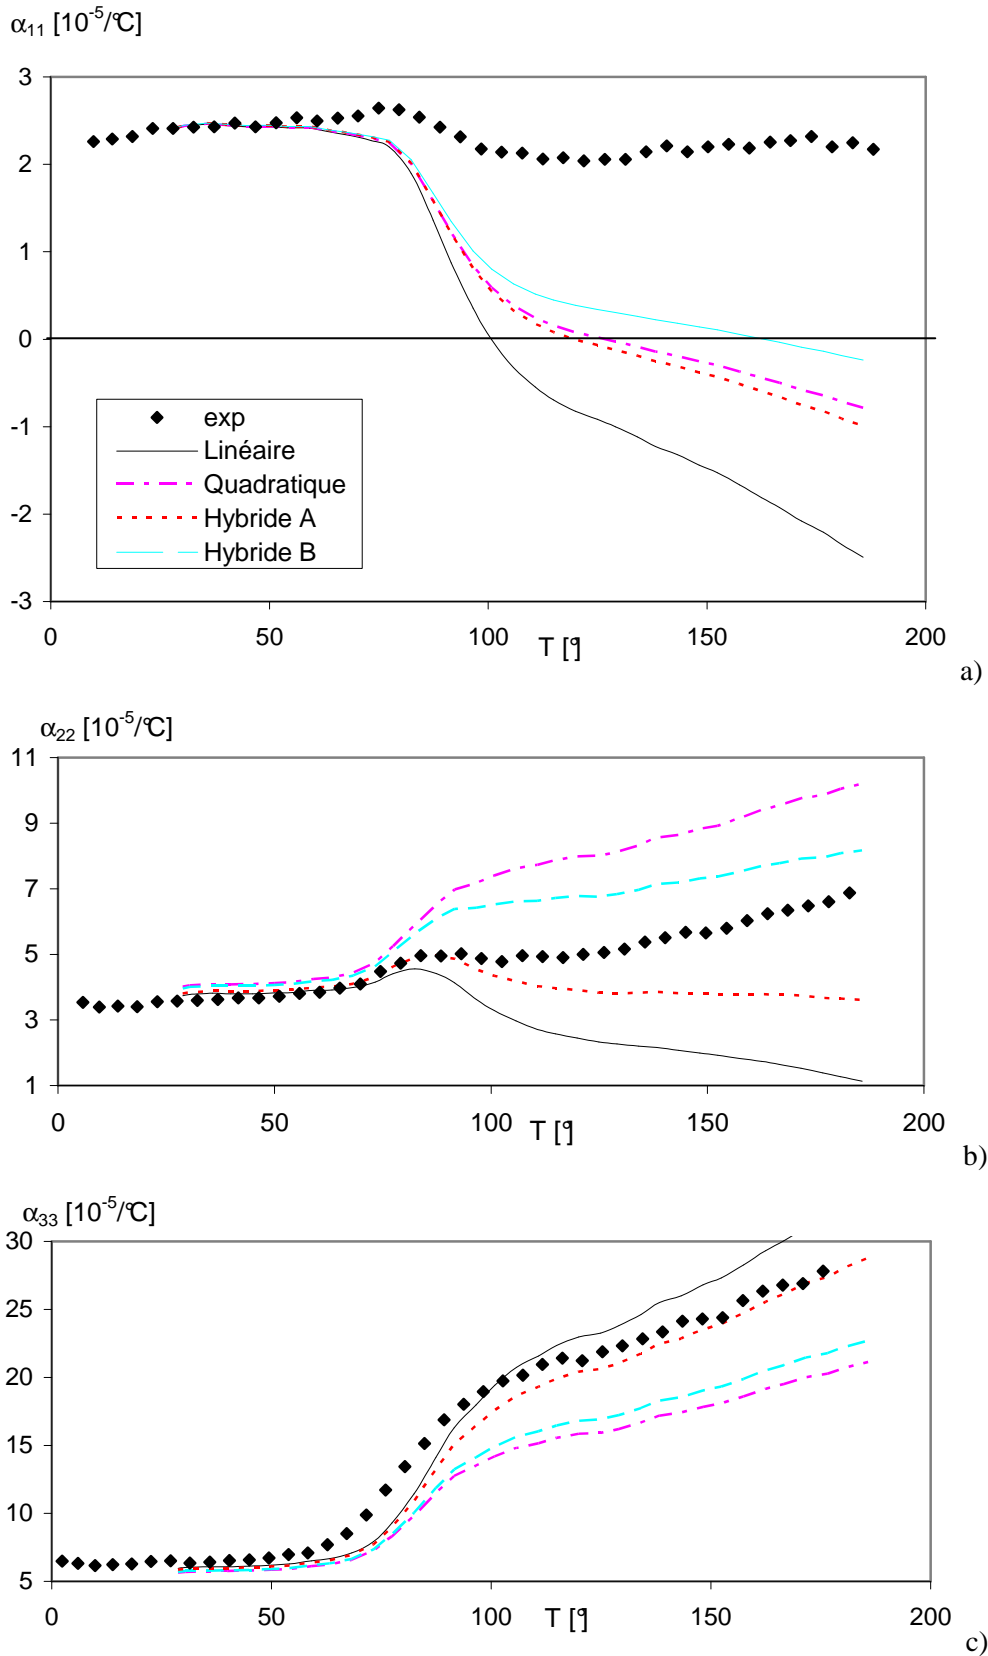 α11 [10-5/°C]
3
2
1
0
-1
-2
-3
exp
Linéaire
Quadratique
Hybride A
Hybride B
0
50
100
150
200
T [°]
a)
α22 [10-5/°C]
11
9
7
5
3
1
0
50
100
150
200
T [°]
b)
α33 [10-5/°C]
30
25
20
15
10
5
0
50
100
150
200
T [°]
c)